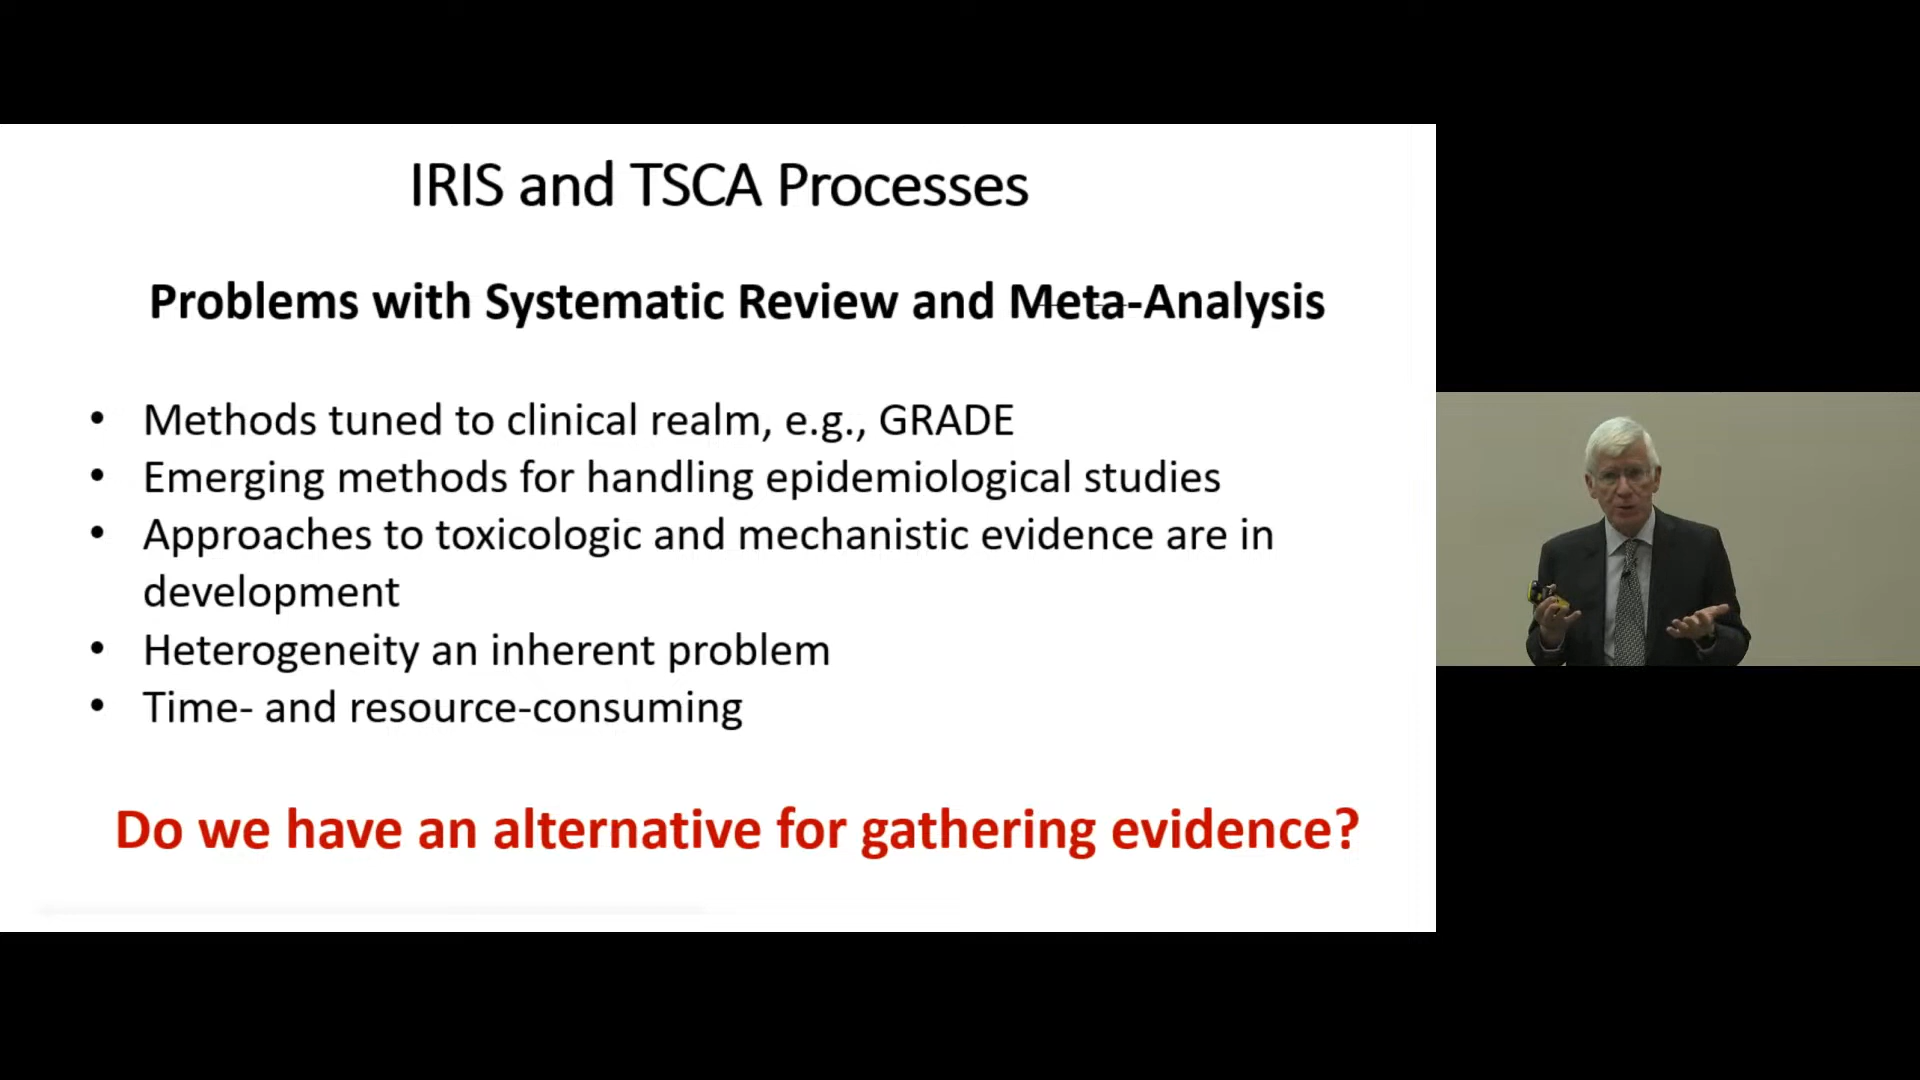 IRIS and TSCA Processes
Problems with Systematic Review and Meta-Analysis
• Methods tuned to clinical realm, e.g., GRADE
• Emerging methods for handling epidemiological studies
• Approaches to toxicologic and mechanistic evidence are in
development
• Heterogeneity an inherent problem
• Time- and resource-consuming
Do we have an alternative for gathering evidence?